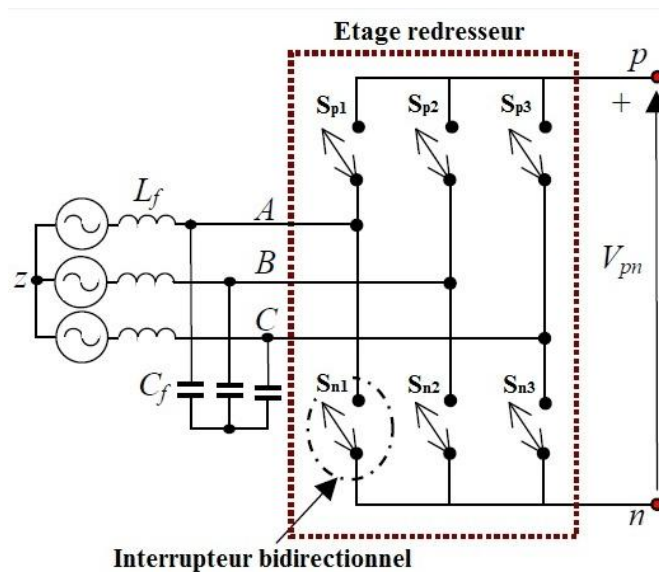 Etage redresseur
p
Sp1
Sp2
Sp3
+
Lf
A
z
B
Vpn
C
Cf
Sn1
Sn2
Sn3
n
Interrupteur bidirectionnel